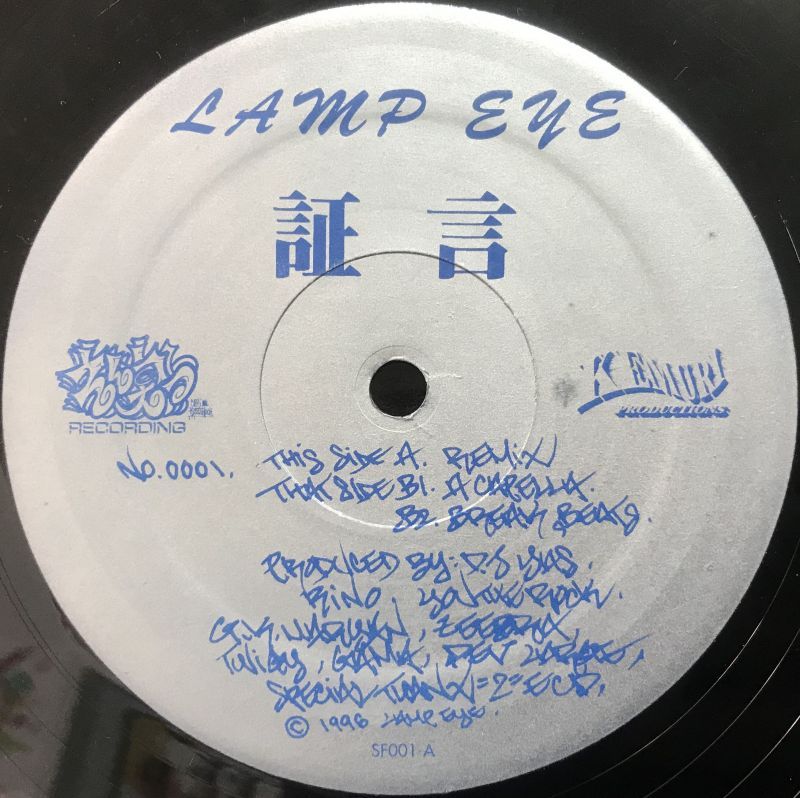 LAMP EYE
証言
RECORDING
KEMURI
PRODUCTIONS
No.0001.
THIS SIDE A. REMIX
THAT SIDE B1. A CAPELLA.
B2. BREAK BEATS.
PRODUCED BY: DJ YAS.
RINO, YOU THE ROCK.
G.K. MARYAN, ZEEBRA,
TWIGY, GAMA, DEV LARGE,
SPECIAL THANX=2=ECD.
© 1996 LAMP EYE.
SF001-A